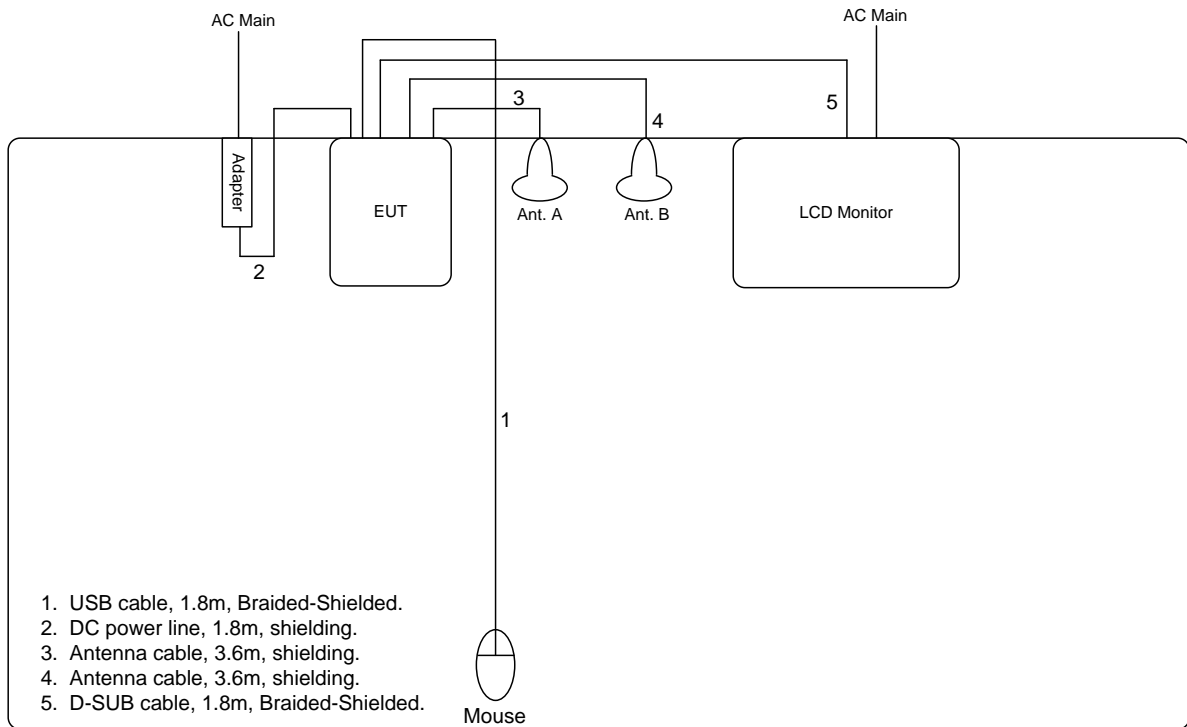 AC Main
AC Main
3
5
4
Adapter
EUT
Ant. A
Ant. B
LCD Monitor
2
1
1. USB cable, 1.8m, Braided-Shielded.
2. DC power line, 1.8m, shielding.
3. Antenna cable, 3.6m, shielding.
4. Antenna cable, 3.6m, shielding.
5. D-SUB cable, 1.8m, Braided-Shielded.
Mouse